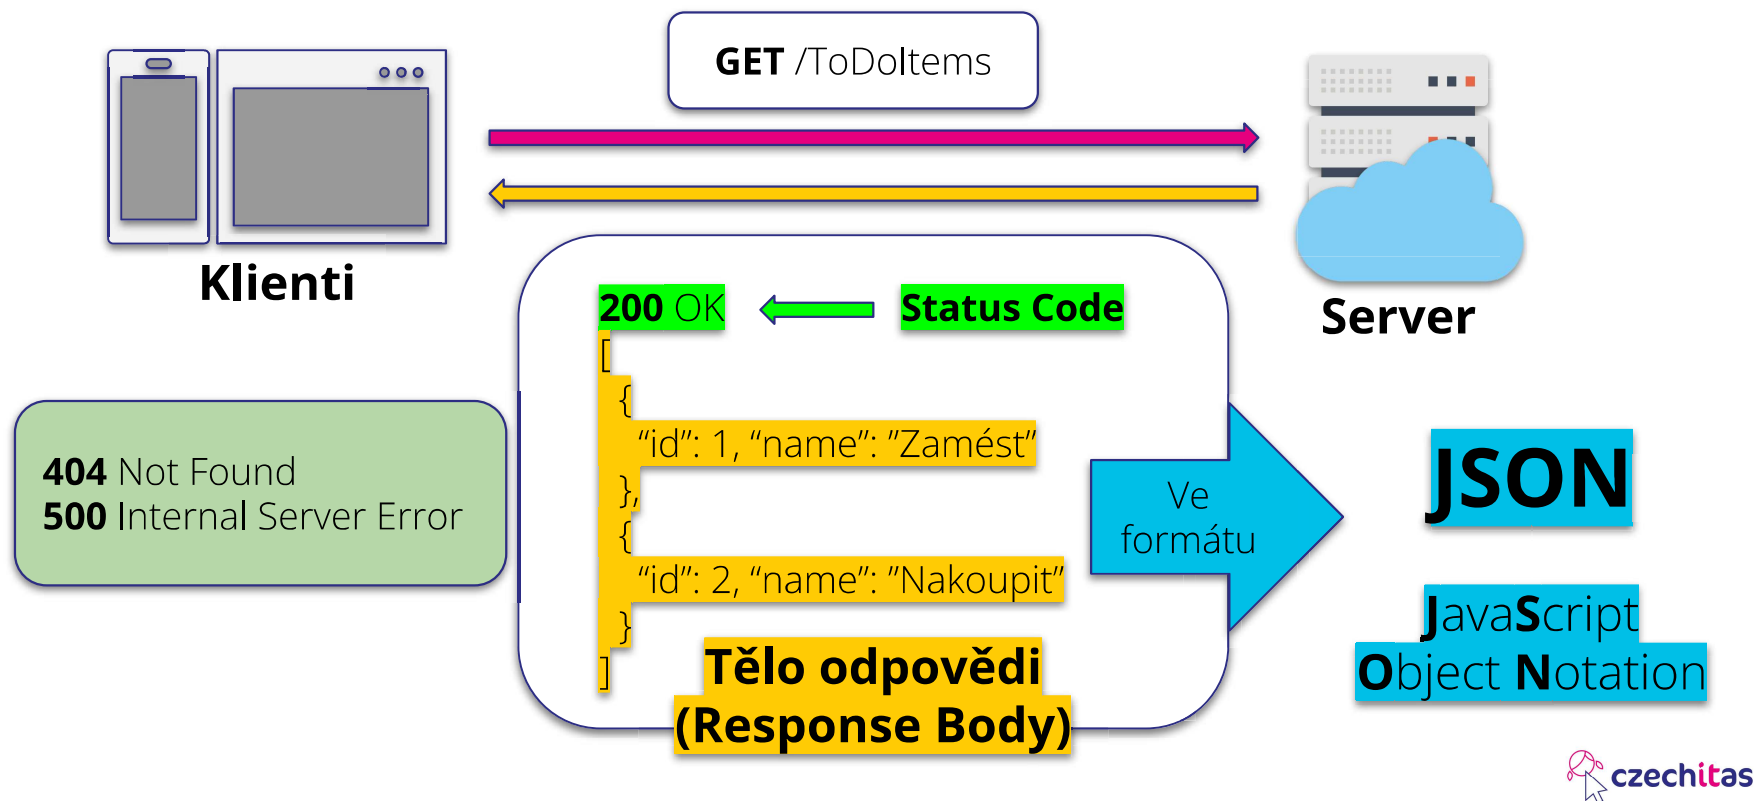 GET /ToDoItems
Klienti
Server
200 OK
Status Code
[
{
“id”: 1, “name”: ”Zamést”
},
{
“id”: 2, “name”: ”Nakoupit”
}
]
Tělo odpovědi
(Response Body)
404 Not Found
500 Internal Server Error
Ve
formátu
JSON
JavaScript
Object Notation
czechitas